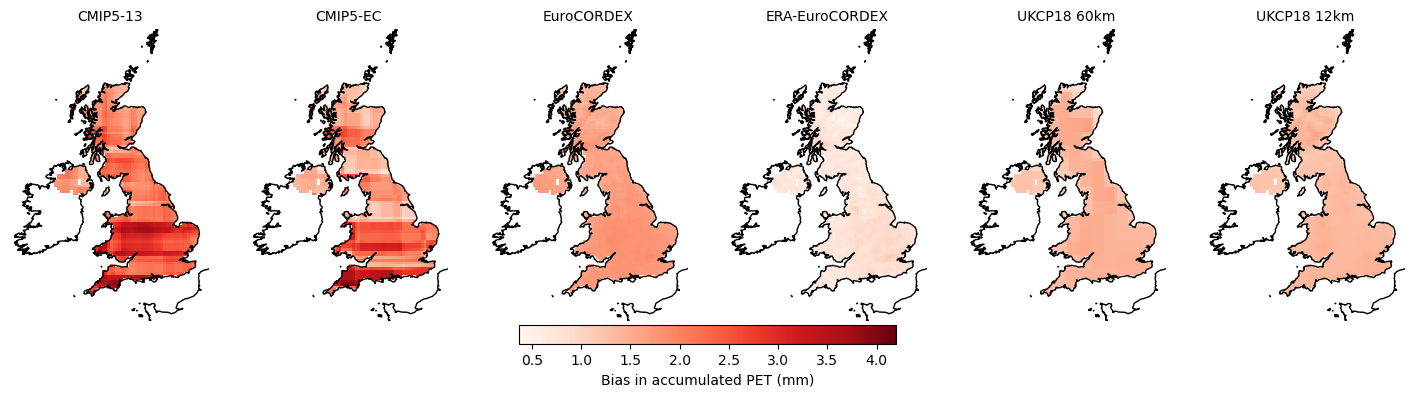 CMIP5-13
CMIP5-EC
EuroCORDEX
ERA-EuroCORDEX
UKCP18 60km
UKCP18 12km
0.5 1.0 1.5 2.0 2.5 3.0 3.5 4.0
Bias in accumulated PET (mm)